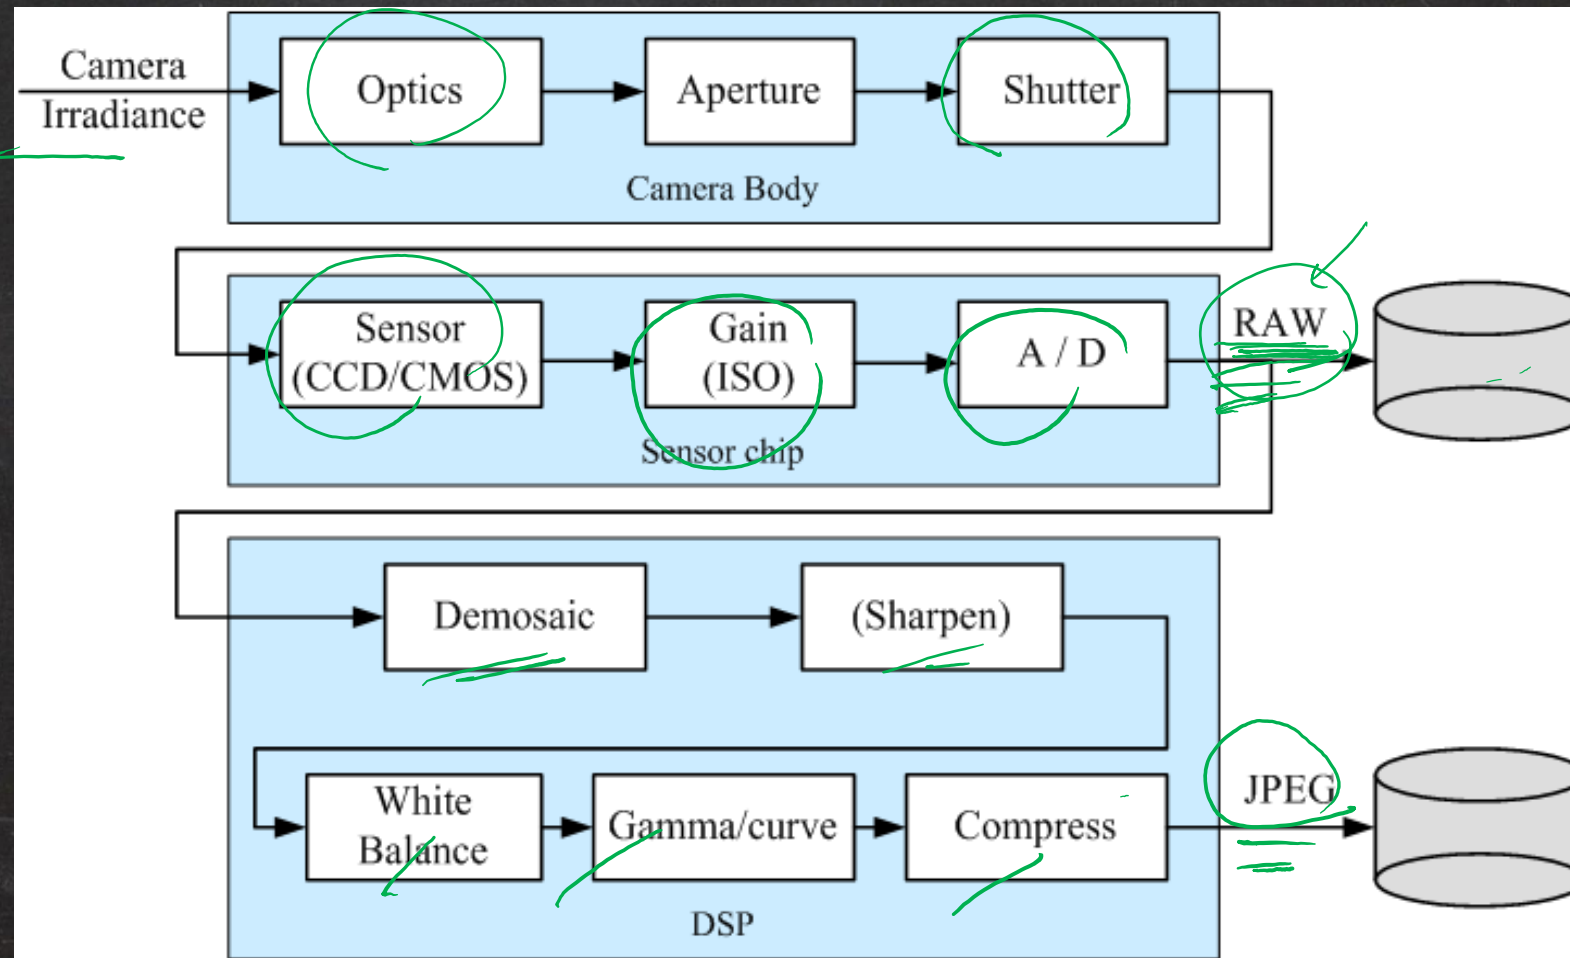 Camera
Irradiance
Optics
Aperture
Shutter
Camera Body
Sensor
(CCD/CMOS)
Gain
(ISO)
A / D
RAW
Sensor chip
Demosaic
(Sharpen)
White
Balance
Gamma/curve
Compress
JPEG
DSP